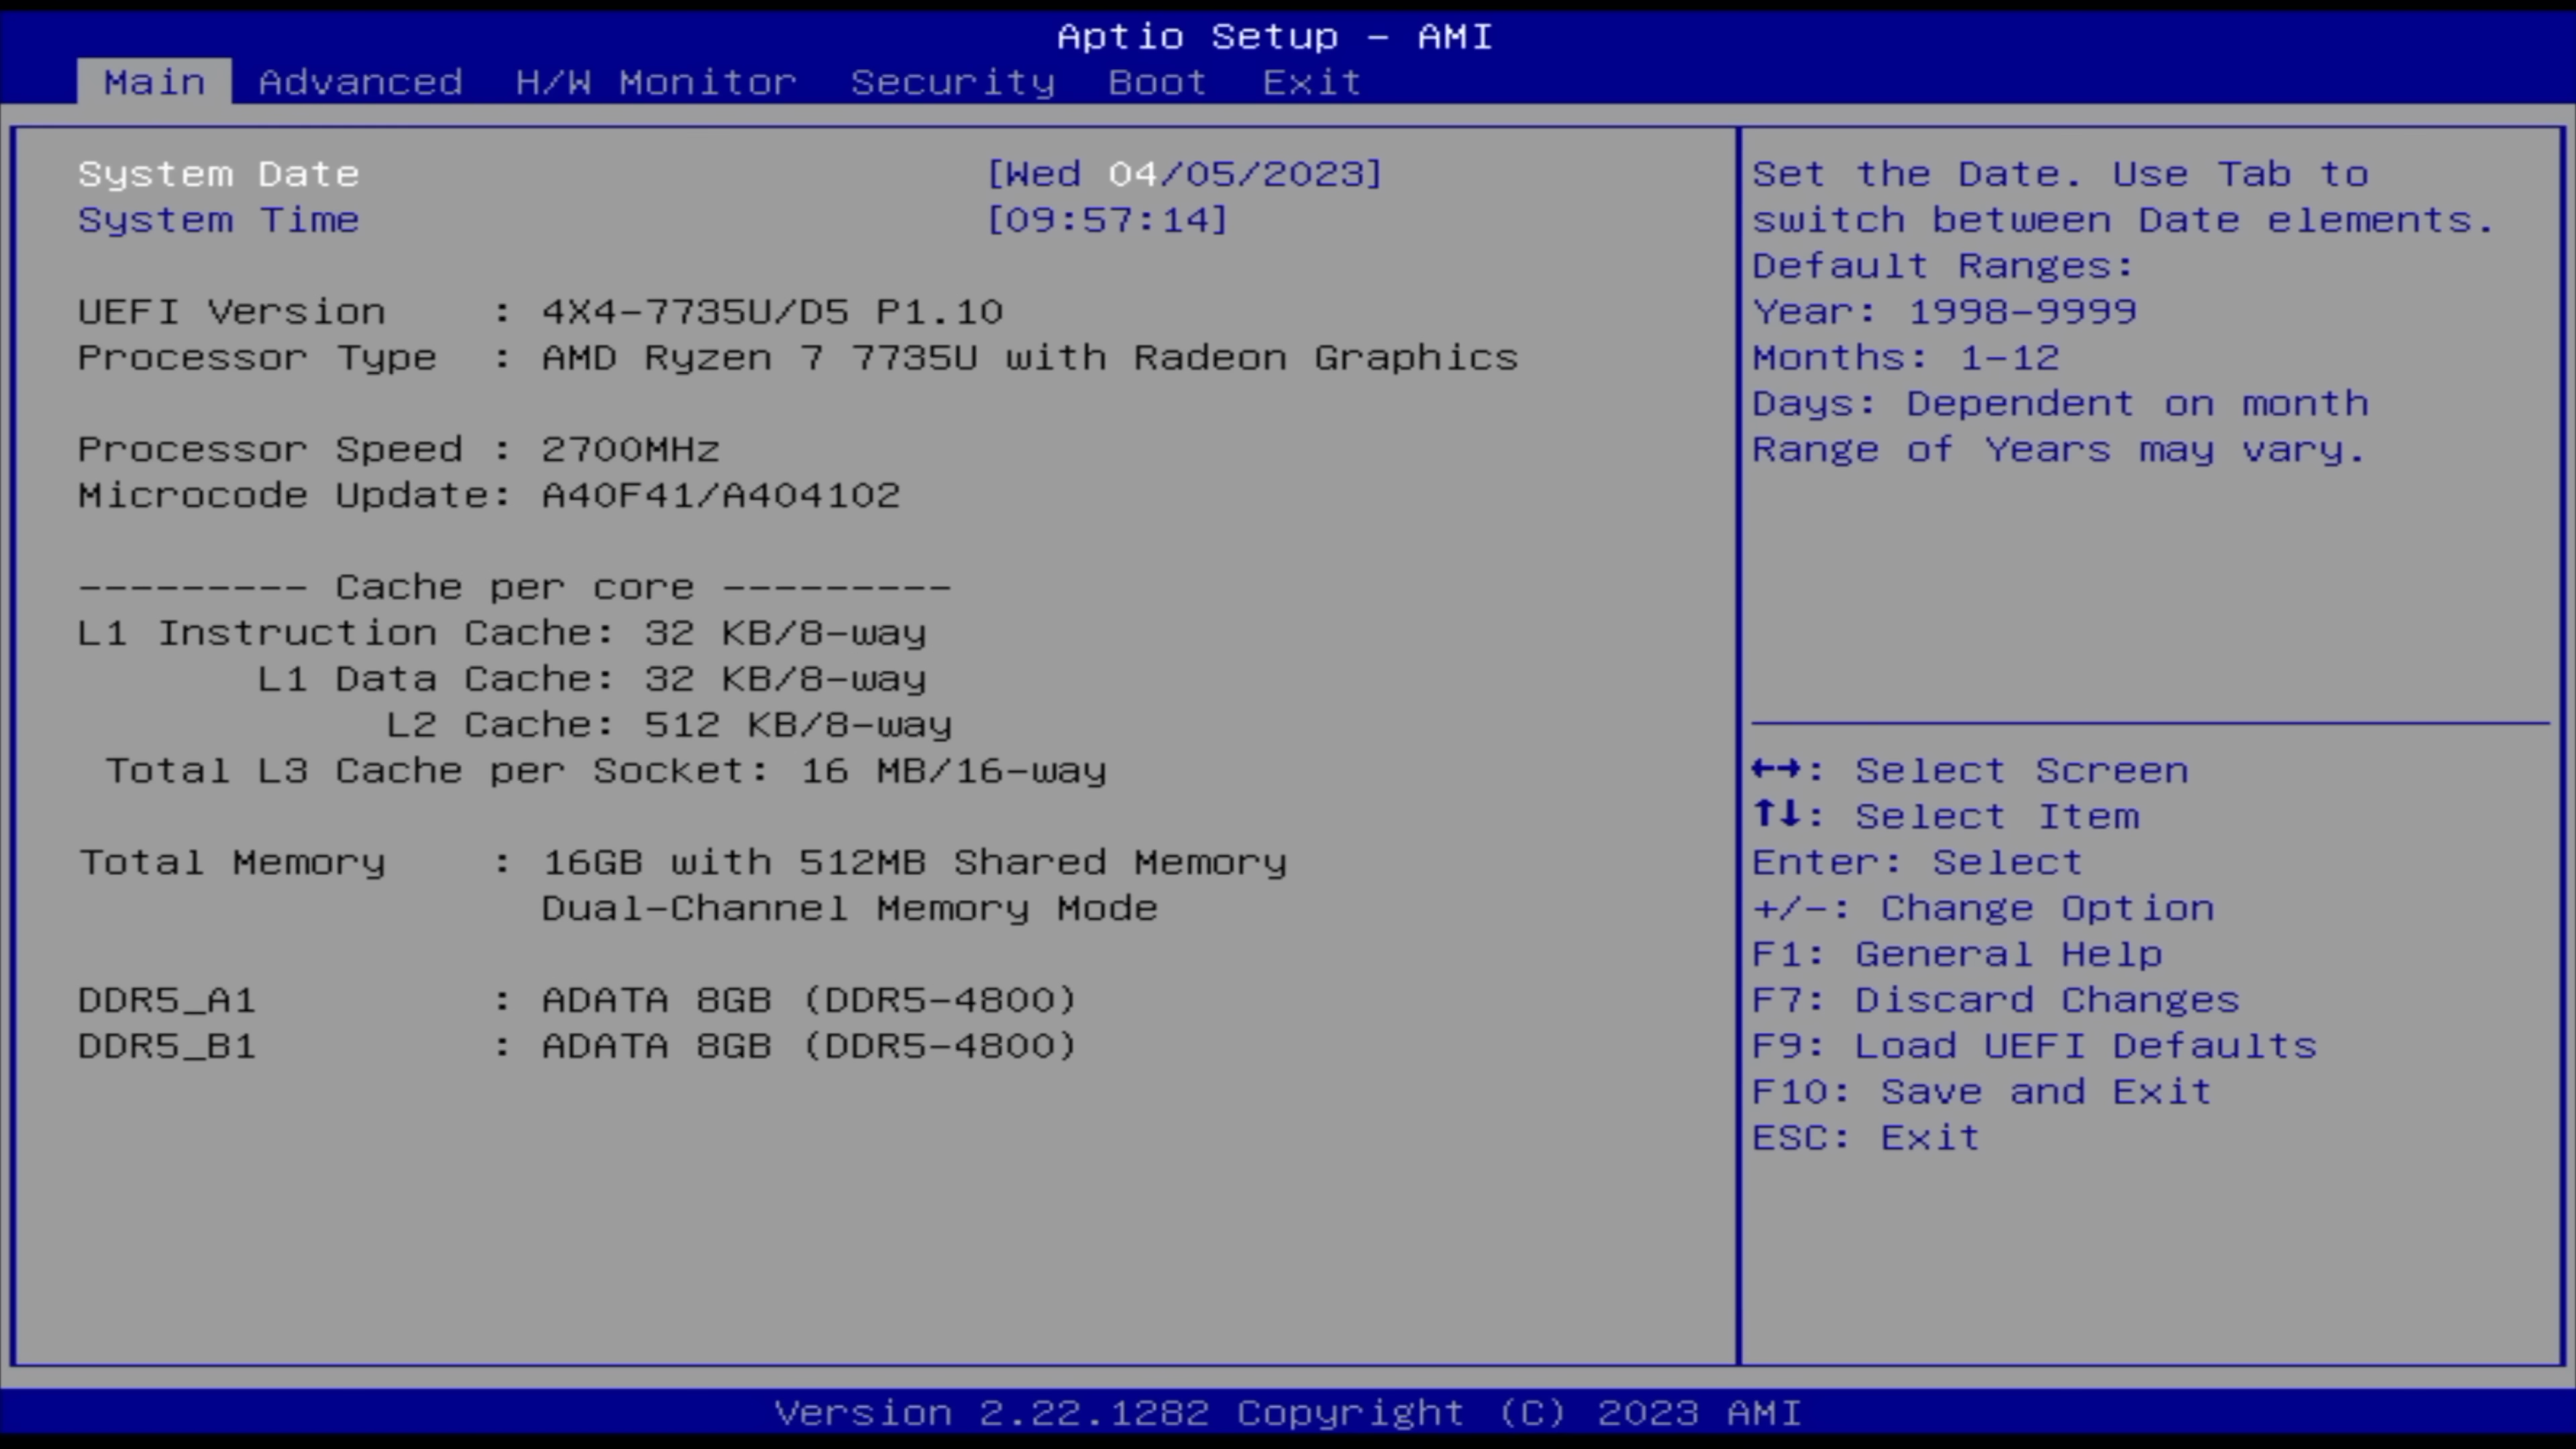 Aptio Setup - AMI
Main Advanced H/W Monitor Security Boot Exit
System Date [Wed 04/05/2023]
System Time [09:57:14]
UEFI Version : 4X4-7735U/D5 P1.10
Processor Type : AMD Ryzen 7 7735U with Radeon Graphics
Processor Speed : 2700MHz
Microcode Update: A40F41/A404102
--------- Cache per core ---------
L1 Instruction Cache: 32 KB/8-way
L1 Data Cache: 32 KB/8-way
L2 Cache: 512 KB/8-way
Total L3 Cache per Socket: 16 MB/16-way
Total Memory : 16GB with 512MB Shared Memory
Dual-Channel Memory Mode
DDR5_A1 : ADATA 8GB (DDR5-4800)
DDR5_B1 : ADATA 8GB (DDR5-4800)
Set the Date. Use Tab to
switch between Date elements.
Default Ranges:
Year: 1998-9999
Months: 1-12
Days: Dependent on month
Range of Years may vary.
↔: Select Screen
↑↓: Select Item
Enter: Select
+/-: Change Option
F1: General Help
F7: Discard Changes
F9: Load UEFI Defaults
F10: Save and Exit
ESC: Exit
Version 2.22.1282 Copyright (C) 2023 AMI